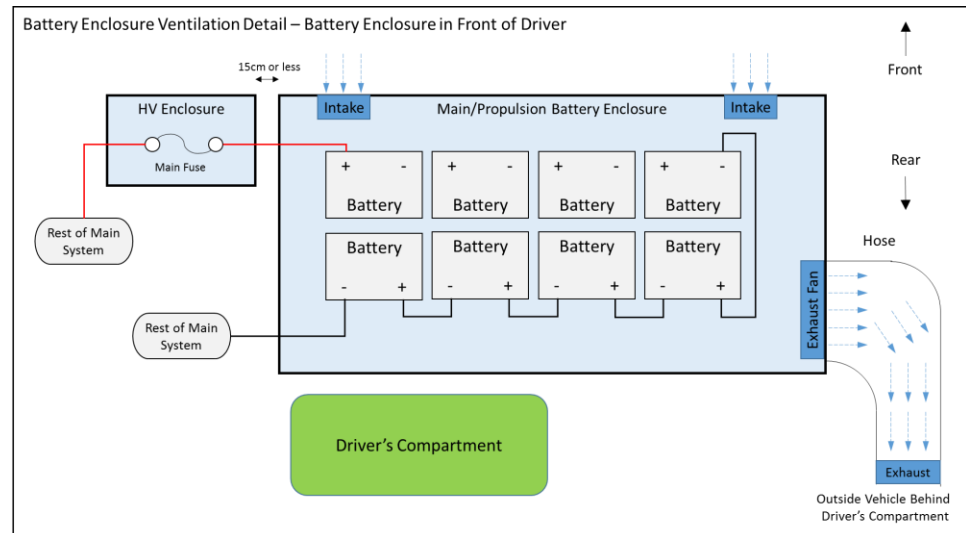 Battery Enclosure Ventilation Detail – Battery Enclosure in Front of Driver
Front
15cm or less
HV Enclosure
Main Fuse
Intake
Main/Propulsion Battery Enclosure
Intake
+ -
Battery
+ -
Battery
+ -
Battery
+ -
Battery
Rear
Rest of Main
System
Battery
- +
Battery
- +
Battery
- +
Battery
- +
Hose
Exhaust Fan
Rest of Main
System
Driver’s Compartment
Exhaust
Outside Vehicle Behind
Driver’s Compartment